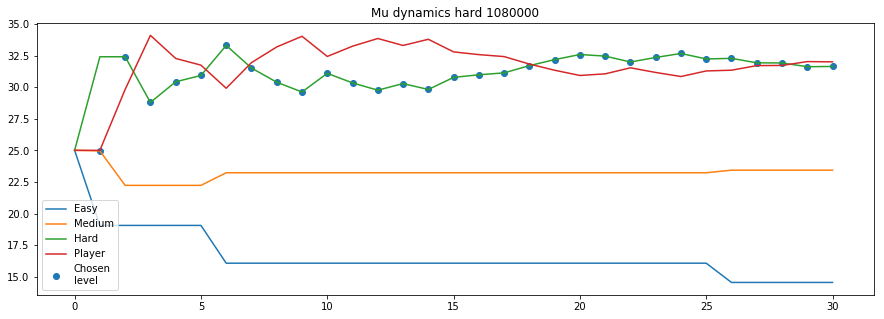 Mu dynamics hard 1080000
35.0
32.5
30.0
27.5
25.0
22.5
20.0
17.5
15.0
Easy
Medium
Hard
Player
Chosen
level
0 5 10 15 20 25 30